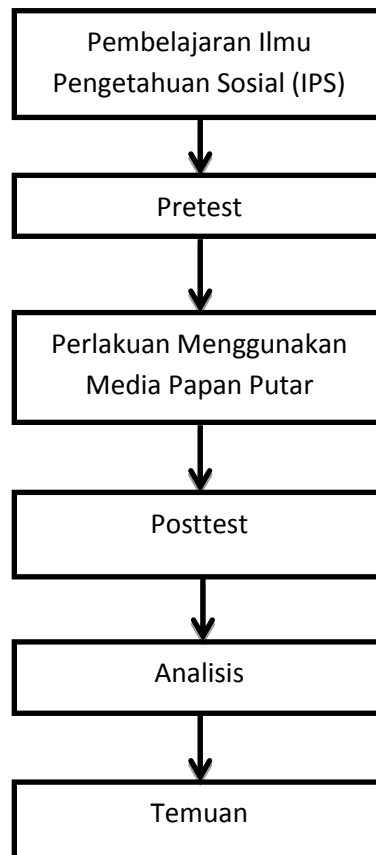 Pembelajaran Ilmu
Pengetahuan Sosial (IPS)
Pretest
Perlakuan Menggunakan
Media Papan Putar
Posttest
Analisis
Temuan